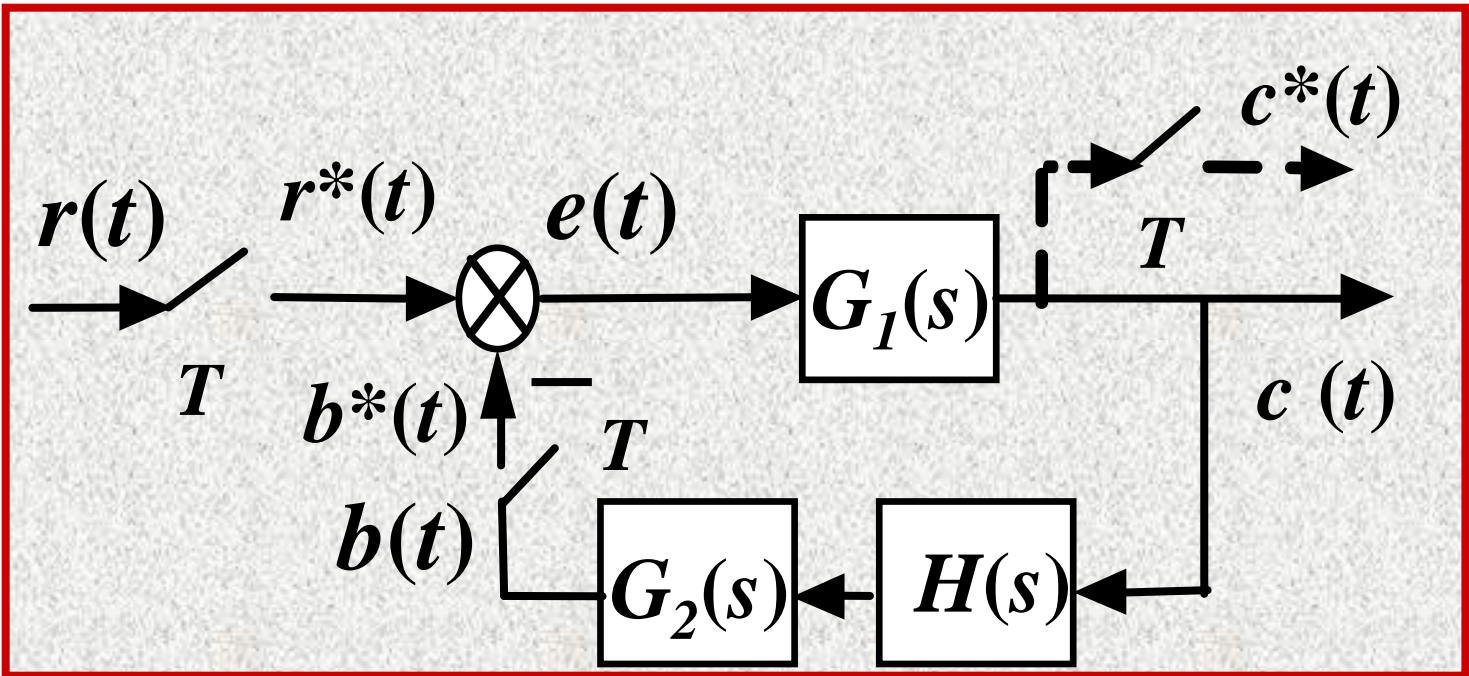 c*(t)
r(t)
r*(t)
e(t)
T
G₁(s)
T
b*(t)
−
T
c (t)
b(t)
G₂(s)
H(s)